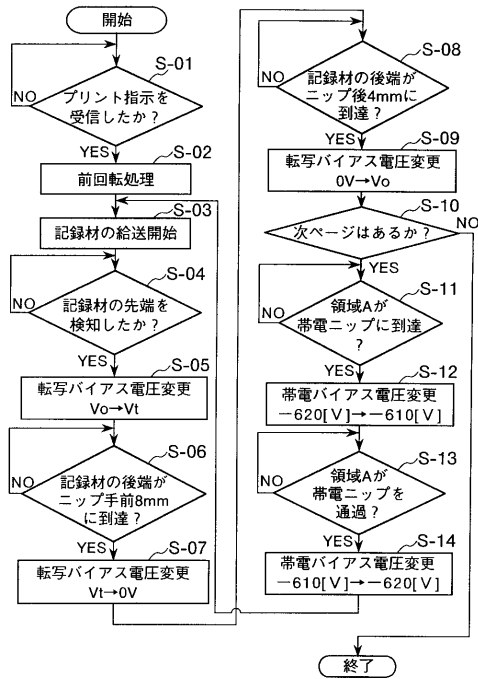 開始
S-01
プリント指示を
受信したか?
NO
YES
S-02
前回転処理
S-03
記録材の給送開始
S-04
記録材の先端を
検知したか?
NO
YES
S-05
転写バイアス電圧変更
Vo→Vt
S-06
記録材の後端が
ニップ手前8mm
に到達?
NO
YES
S-07
転写バイアス電圧変更
Vt→0V
S-08
記録材の後端が
ニップ後4mmに
到達?
NO
YES
S-09
転写バイアス電圧変更
0V→Vo
S-10
次ページはあるか?
NO
YES
S-11
領域Aが
帯電ニップに到達
?
NO
YES
S-12
帯電バイアス電圧変更
−620[V]→−610[V]
S-13
領域Aが
帯電ニップを
通過?
NO
YES
S-14
帯電バイアス電圧変更
−610[V]→−620[V]
終了